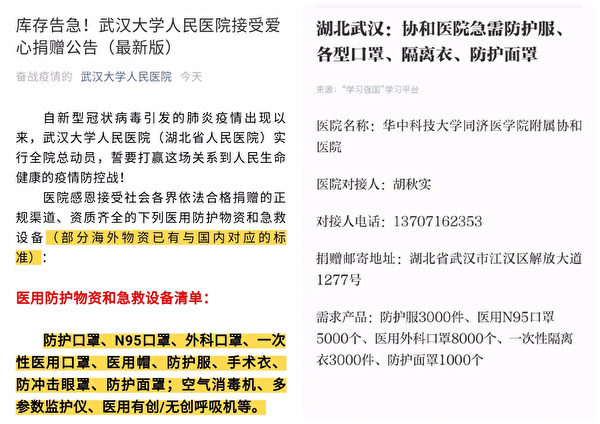 库存告急！武汉大学人民医院接受爱
心捐赠公告（最新版）
奋战疫情的 武汉大学人民医院 今天
自新型冠状病毒引发的肺炎疫情出现以
来，武汉大学人民医院（湖北省人民医院）实
行全院总动员，誓要打赢这场关系到人民生命
健康的疫情防控战！
医院感恩接受社会各界依法合格捐赠的正
规渠道、资质齐全的下列医用防护物资和急救
设备（部分海外物资已有与国内对应的标
准）：
医用防护物资和急救设备清单：
防护口罩、N95口罩、外科口罩、一次
性医用口罩、医用帽、防护服、手术衣、
防冲击眼罩、防护面罩；空气消毒机、多
参数监护仪、医用有创/无创呼吸机等。
湖北武汉：协和医院急需防护服、
各型口罩、隔离衣、防护面罩
来源：“学习强国”学习平台
医院名称：华中科技大学同济医学院附属协和
医院
医院对接人：胡秋实
对接人电话：13707162353
捐赠邮寄地址：湖北省武汉市江汉区解放大道
1277号
需求产品：防护服3000件、医用N95口罩
5000个、医用外科口罩8000个、一次性隔离
衣3000件、防护面罩1000个